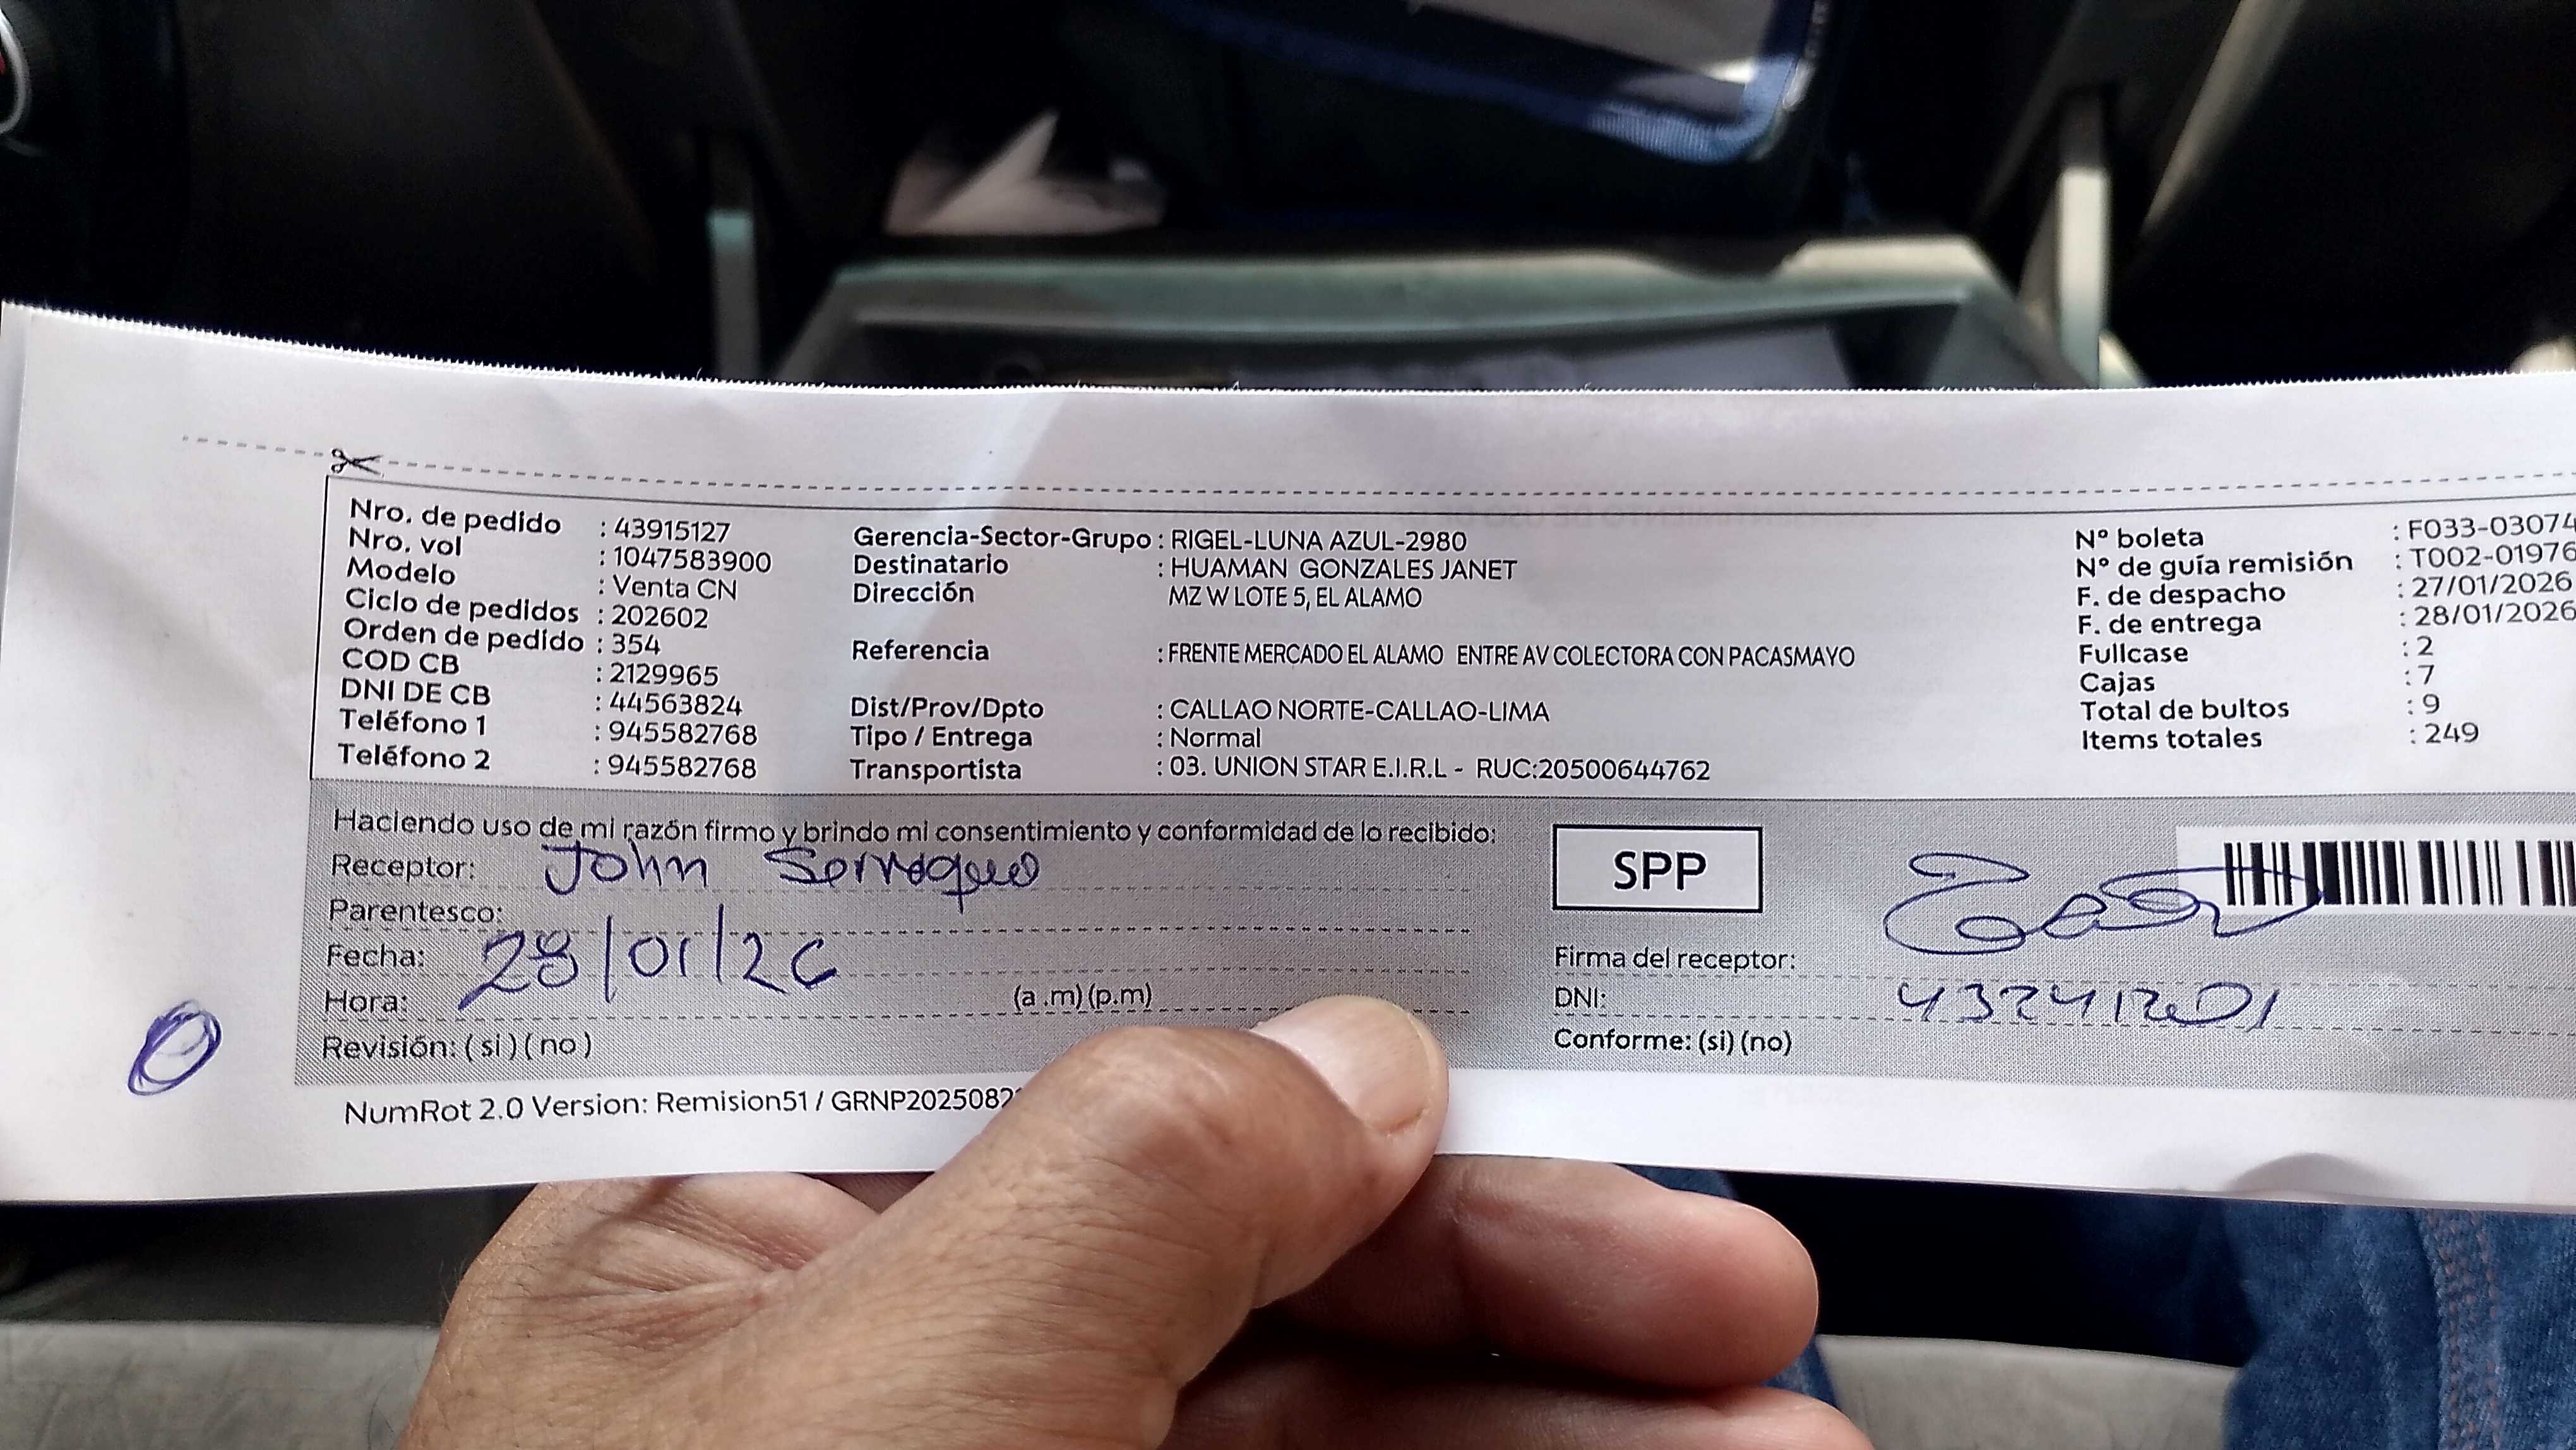 Nro. de pedido : 43915127
Nro. vol : 1047583900
Modelo : Venta CN
Ciclo de pedidos : 202602
Orden de pedido : 354
COD CB : 2129965
DNI DE CB : 44563824
Teléfono 1 : 945582768
Teléfono 2 : 945582768
Gerencia-Sector-Grupo : RIGEL-LUNA AZUL-2980
Destinatario : HUAMAN GONZALES JANET
Dirección MZ W LOTE 5, EL ALAMO
Referencia : FRENTE MERCADO EL ALAMO ENTRE AV COLECTORA CON PACASMAYO
Dist/Prov/Dpto : CALLAO NORTE-CALLAO-LIMA
Tipo / Entrega : Normal
Transportista : 03. UNION STAR E.I.R.L - RUC:20500644762
Nº boleta : F033-03074
Nº de guía remisión : T002-01976
F. de despacho : 27/01/2026
F. de entrega : 28/01/2026
Fullcase : 2
Cajas : 7
Total de bultos : 9
Items totales : 249
Haciendo uso de mi razón firmo y brindo mi consentimiento y conformidad de lo recibido:
Receptor: John
Parentesco:
Fecha: 28/01/26
Hora: (a .m) (p.m)
Revisión: ( si ) ( no )
SPP
Firma del receptor:
DNI: 43241201
Conforme: (si) (no)
NumRot 2.0 Version: Remision51 / GRNP2025082